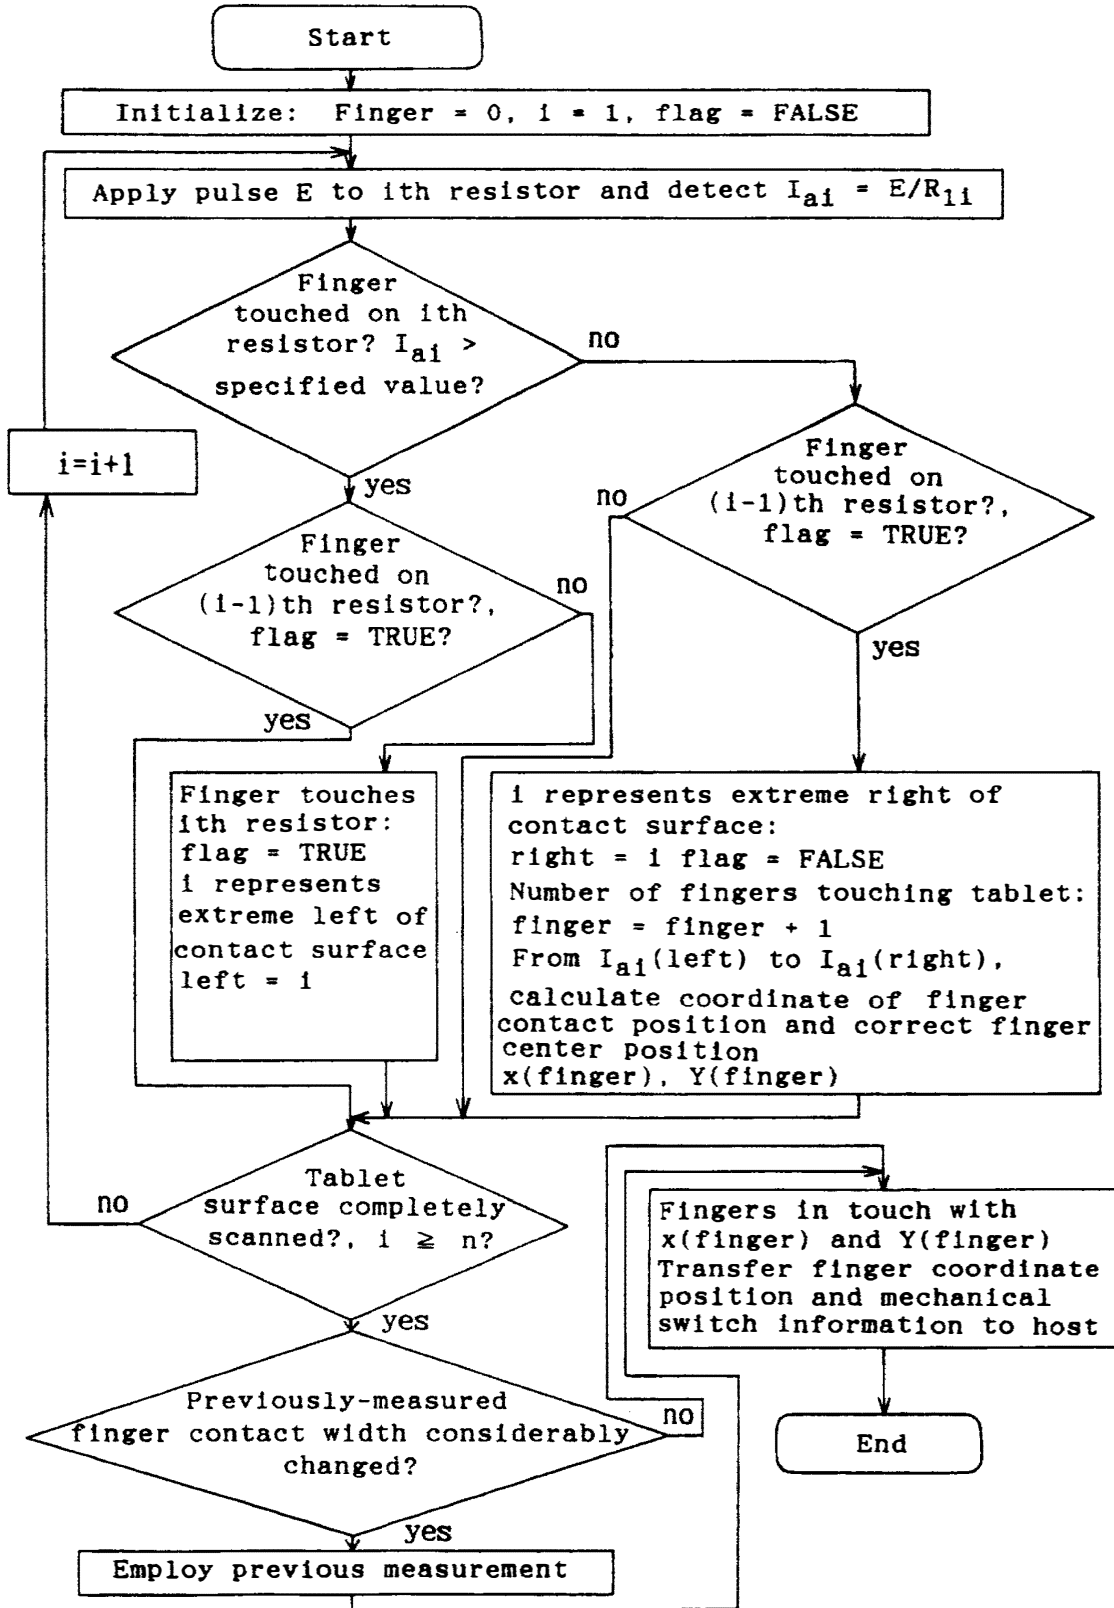 Start
Initialize: Finger = 0, i = 1, flag = FALSE
Apply pulse E to ith resistor and detect Iai = E/R1i
Finger
touched on ith
resistor? Iai >
specified value?
no
yes
i=i+1
Finger
touched on
(i-1)th resistor?,
flag = TRUE?
no
yes
Finger
touched on
(i-1)th resistor?,
flag = TRUE?
no
yes
Finger touches
ith resistor:
flag = TRUE
i represents
extreme left of
contact surface
left = i
i represents extreme right of
contact surface:
right = i flag = FALSE
Number of fingers touching tablet:
finger = finger + 1
From Iai(left) to Iai(right),
calculate coordinate of finger
contact position and correct finger
center position
x(finger), Y(finger)
Tablet
surface completely
scanned?, i ≧ n?
no
yes
Previously-measured
finger contact width considerably
changed?
no
yes
Employ previous measurement
Fingers in touch with
x(finger) and Y(finger)
Transfer finger coordinate
position and mechanical
switch information to host
End